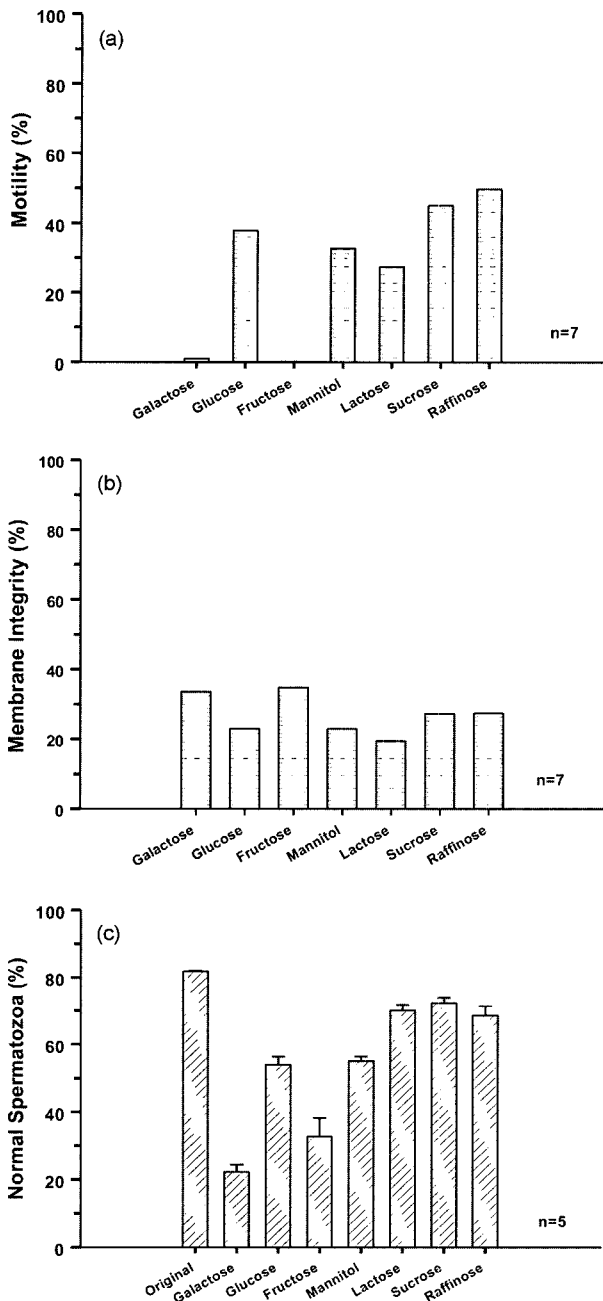 (a)
Motility (%)
100
80
60
40
20
0
n=7
Galactose
Glucose
Fructose
Mannitol
Lactose
Sucrose
Raffinose
(b)
Membrane Integrity (%)
100
80
60
40
20
0
n=7
Galactose
Glucose
Fructose
Mannitol
Lactose
Sucrose
Raffinose
(c)
Normal Spermatozoa (%)
100
80
60
40
20
0
n=5
Original
Galactose
Glucose
Fructose
Mannitol
Lactose
Sucrose
Raffinose